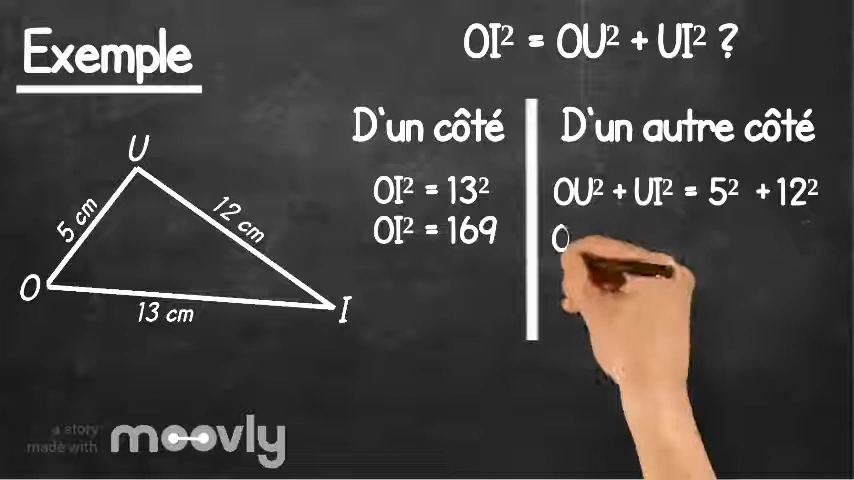 Exemple
OI² = OU² + UI² ?
U
5 cm
12 cm
O
13 cm
I
D'un côté
OI² = 13²
OI² = 169
D'un autre côté
OU² + UI² = 5² + 12²
O
a story
made with
moovly